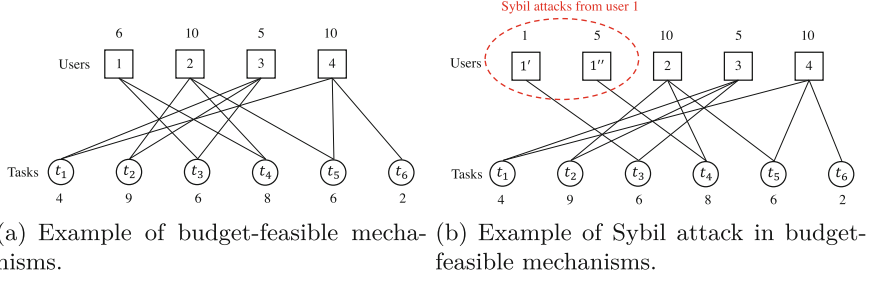 Sybil attacks from user 1
6 10 5 10
1 5 10 5 10
Users 1 2 3 4
Users 1′ 1′′ 2 3 4
Tasks t1 t2 t3 t4 t5 t6
4 9 6 8 6 2
Tasks t1 t2 t3 t4 t5 t6
4 9 6 8 6 2
(a) Example of budget-feasible mecha-
nisms.
(b) Example of Sybil attack in budget-
feasible mechanisms.